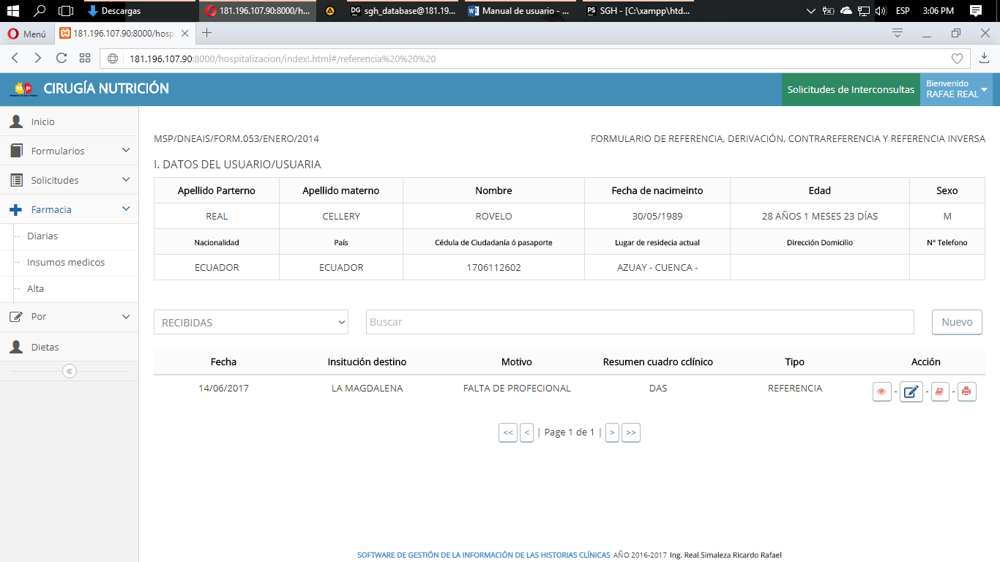 Descargas
181.196.107.90:8000/h...
sgh_database@181.19...
Manual de usuario - ...
SGH - [C:\xampp\htd...
ESP
3:06 PM
Menú
181.196.107.90:8000/hosp
181.196.107.90:8000/hospitalizacion/index!.html#/referencia%20%20%20
CIRUGÍA NUTRICIÓN
Solicitudes de Interconsultas
Bienvenido
RAFAE REAL
Inicio
Formularios
Solicitudes
Farmacia
Diarias
Insumos medicos
Alta
Por
Dietas
MSP/DNEAIS/FORM.053/ENERO/2014 FORMULARIO DE REFERENCIA, DERIVACIÓN, CONTRAREFERENCIA Y REFERENCIA INVERSA
I. DATOS DEL USUARIO/USUARIA
Apellido Parterno Apellido materno Nombre Fecha de nacimeinto Edad Sexo
REAL CELLERY ROVELO 30/05/1989 28 AÑOS 1 MESES 23 DÍAS M
Nacionalidad País Cédula de Ciudadanía ó pasaporte Lugar de residecia actual Dirección Domicilio N° Telefono
ECUADOR ECUADOR 1706112602 AZUAY - CUENCA -
RECIBIDAS Buscar Nuevo
Fecha Insitución destino Motivo Resumen cuadro cclínico Tipo Acción
14/06/2017 LA MAGDALENA FALTA DE PROFECIONAL DAS REFERENCIA - - -
<< < | Page 1 de 1 | > >>
SOFTWARE DE GESTIÓN DE LA INFORMACIÓN DE LAS HISTORIAS CLÍNICAS AÑO 2016-2017 Ing. Real Simaleza Ricardo Rafael